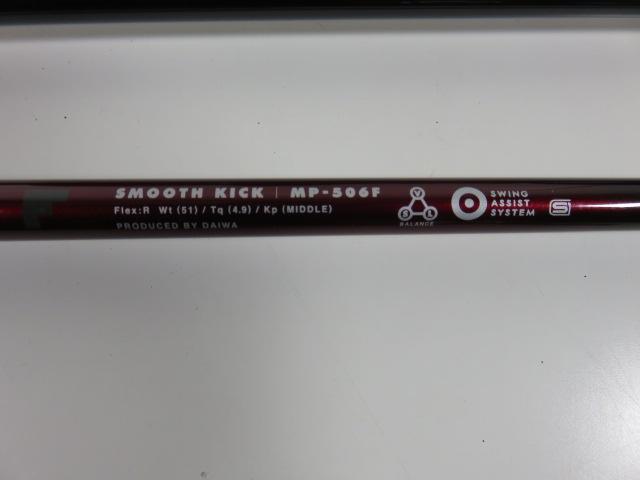 SMOOTH KICK | MP-506F
Flex:R Wt (51) / Tq (4.9) / Kp (MIDDLE)
PRODUCED BY DAIWA
V
S L
BALANCE
SWING
ASSIST
SYSTEM
S